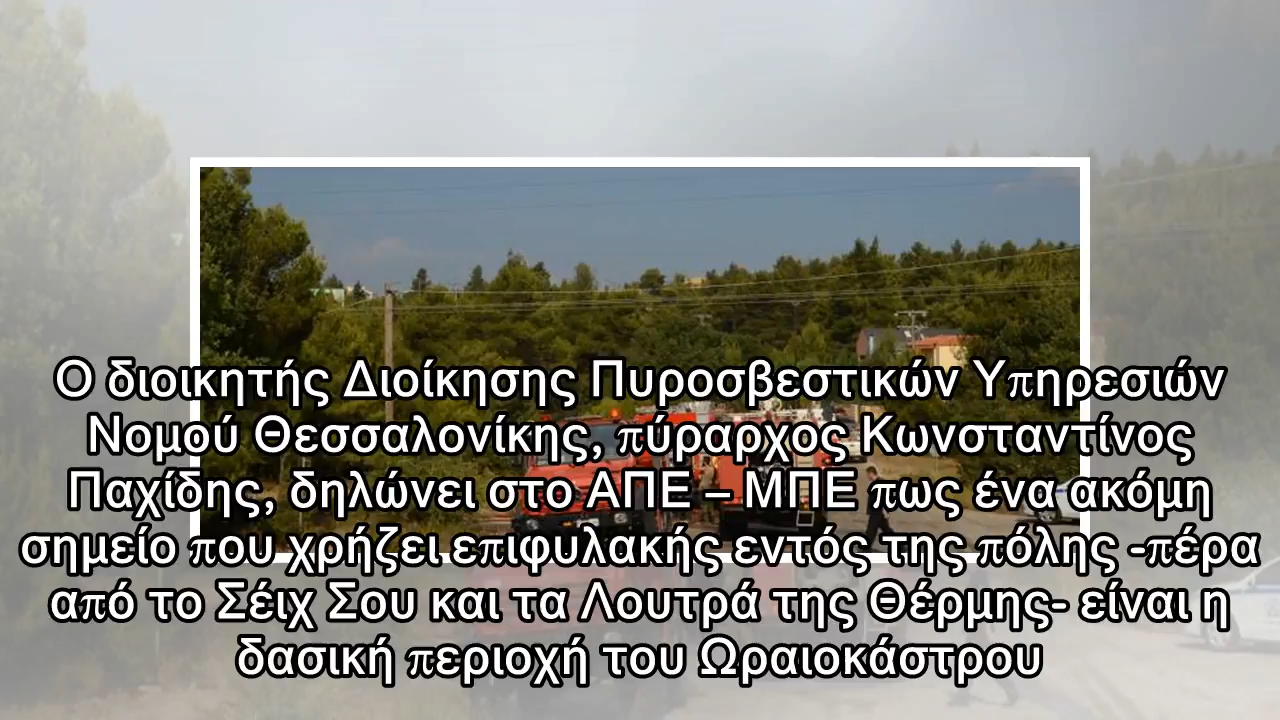 Ο διοικητής Διοίκησης Πυροσβεστικών Υπηρεσιών
Νομού Θεσσαλονίκης, πύραρχος Κωνσταντίνος
Παχίδης, δηλώνει στο ΑΠΕ – ΜΠΕ πως ένα ακόμη
σημείο που χρήζει επιφυλακής εντός της πόλης -πέρα
από το Σέιχ Σου και τα Λουτρά της Θέρμης- είναι η
δασική περιοχή του Ωραιοκάστρου